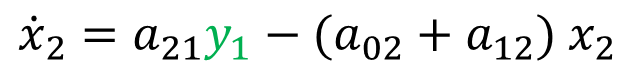 ẋ₂ = a₂₁y₁ − (a₀₂ + a₁₂) x₂